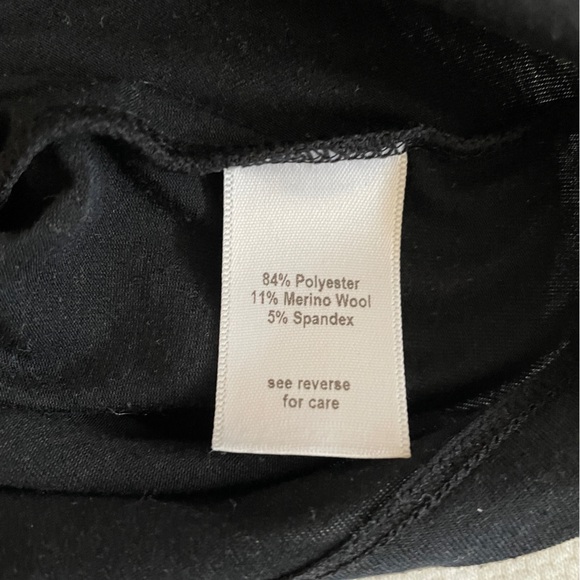 84% Polyester
11% Merino Wool
5% Spandex
see reverse
for care